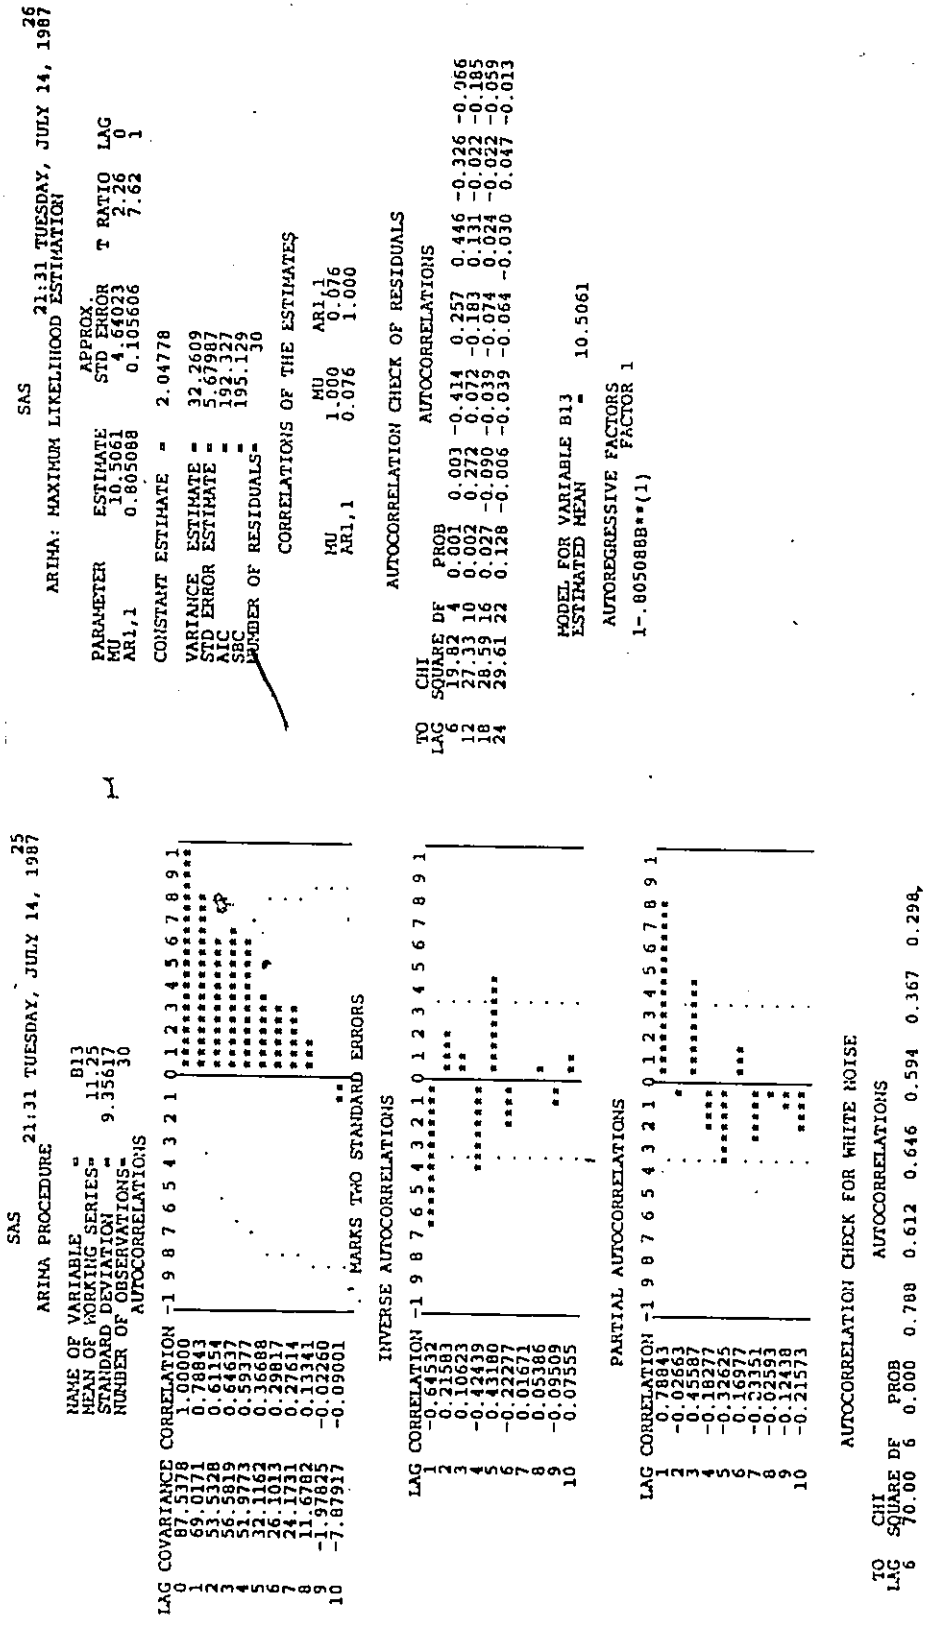 SAS 25
21:31 TUESDAY, JULY 14, 1987
ARIMA PROCEDURE
NAME OF VARIABLE = B13
MEAN OF WORKING SERIES= 11.25
STANDARD DEVIATION = 9.35617
NUMBER OF OBSERVATIONS= 30
AUTOCORRELATIONS
LAG COVARIANCE CORRELATION -1 9 8 7 6 5 4 3 2 1 0 1 2 3 4 5 6 7 8 9 1
0 87.5378 1.00000 ********************
1 69.0171 0.78843 ****************
2 53.5328 0.61154 ************
3 56.5819 0.64637 *************
4 51.9773 0.59377 ************
5 32.1162 0.36688 *******
6 26.1013 0.29817 ******
7 24.1731 0.27614 ******
8 11.6782 0.13341 ***
9 -1.97825 -0.02260
10 -7.87917 -0.09001 **
'.' MARKS TWO STANDARD ERRORS
INVERSE AUTOCORRELATIONS
LAG CORRELATION -1 9 8 7 6 5 4 3 2 1 0 1 2 3 4 5 6 7 8 9 1
1 -0.64532 *************
2 0.21583 ****
3 0.10623 **
4 -0.42439 ********
5 0.43180 *********
6 -0.22277 ****
7 0.01671
8 0.05386 *
9 -0.09509 **
10 0.07555 **
PARTIAL AUTOCORRELATIONS
LAG CORRELATION -1 9 8 7 6 5 4 3 2 1 0 1 2 3 4 5 6 7 8 9 1
1 0.78843 ****************
2 -0.02663 *
3 0.45587 *********
4 -0.18277 ****
5 -0.32625 *******
6 0.16977 ***
7 *****
8 -0.02593 *
9 -0.12438 **
10 -0.21573 ****
AUTOCORRELATION CHECK FOR WHITE NOISE
TO CHI AUTOCORRELATIONS
LAG SQUARE DF PROB
6 70.00 6 0.000 0.788 0.612 0.646 0.594 0.367 0.298
SAS 26
21:31 TUESDAY, JULY 14, 1987
ARIMA: MAXIMUM LIKELIHOOD ESTIMATION
APPROX.
PARAMETER ESTIMATE STD ERROR T RATIO LAG
MU 10.5061 4.64023 2.26 0
AR1,1 0.805088 0.105606 7.62 1
CONSTANT ESTIMATE = 2.04778
VARIANCE ESTIMATE = 32.2609
STD ERROR ESTIMATE = 5.67987
AIC = 192.327
SBC = 195.129
NUMBER OF RESIDUALS= 30
CORRELATIONS OF THE ESTIMATES
MU AR1,1
MU 1.000 0.076
AR1,1 0.076 1.000
AUTOCORRELATION CHECK OF RESIDUALS
TO CHI AUTOCORRELATIONS
LAG SQUARE DF PROB
6 19.82 4 0.001 0.003 -0.414 0.257 0.446 -0.326 -0.066
12 27.33 10 0.002 0.272 0.072 -0.183 0.131 -0.022 -0.185
18 28.59 16 0.027 -0.090 -0.039 -0.074 0.024 -0.022 -0.059
24 29.61 22 0.128 -0.006 -0.039 -0.064 -0.030 0.047 -0.013
MODEL FOR VARIABLE B13
ESTIMATED MEAN = 10.5061
AUTOREGRESSIVE FACTORS
FACTOR 1
1-.805088B**(1)